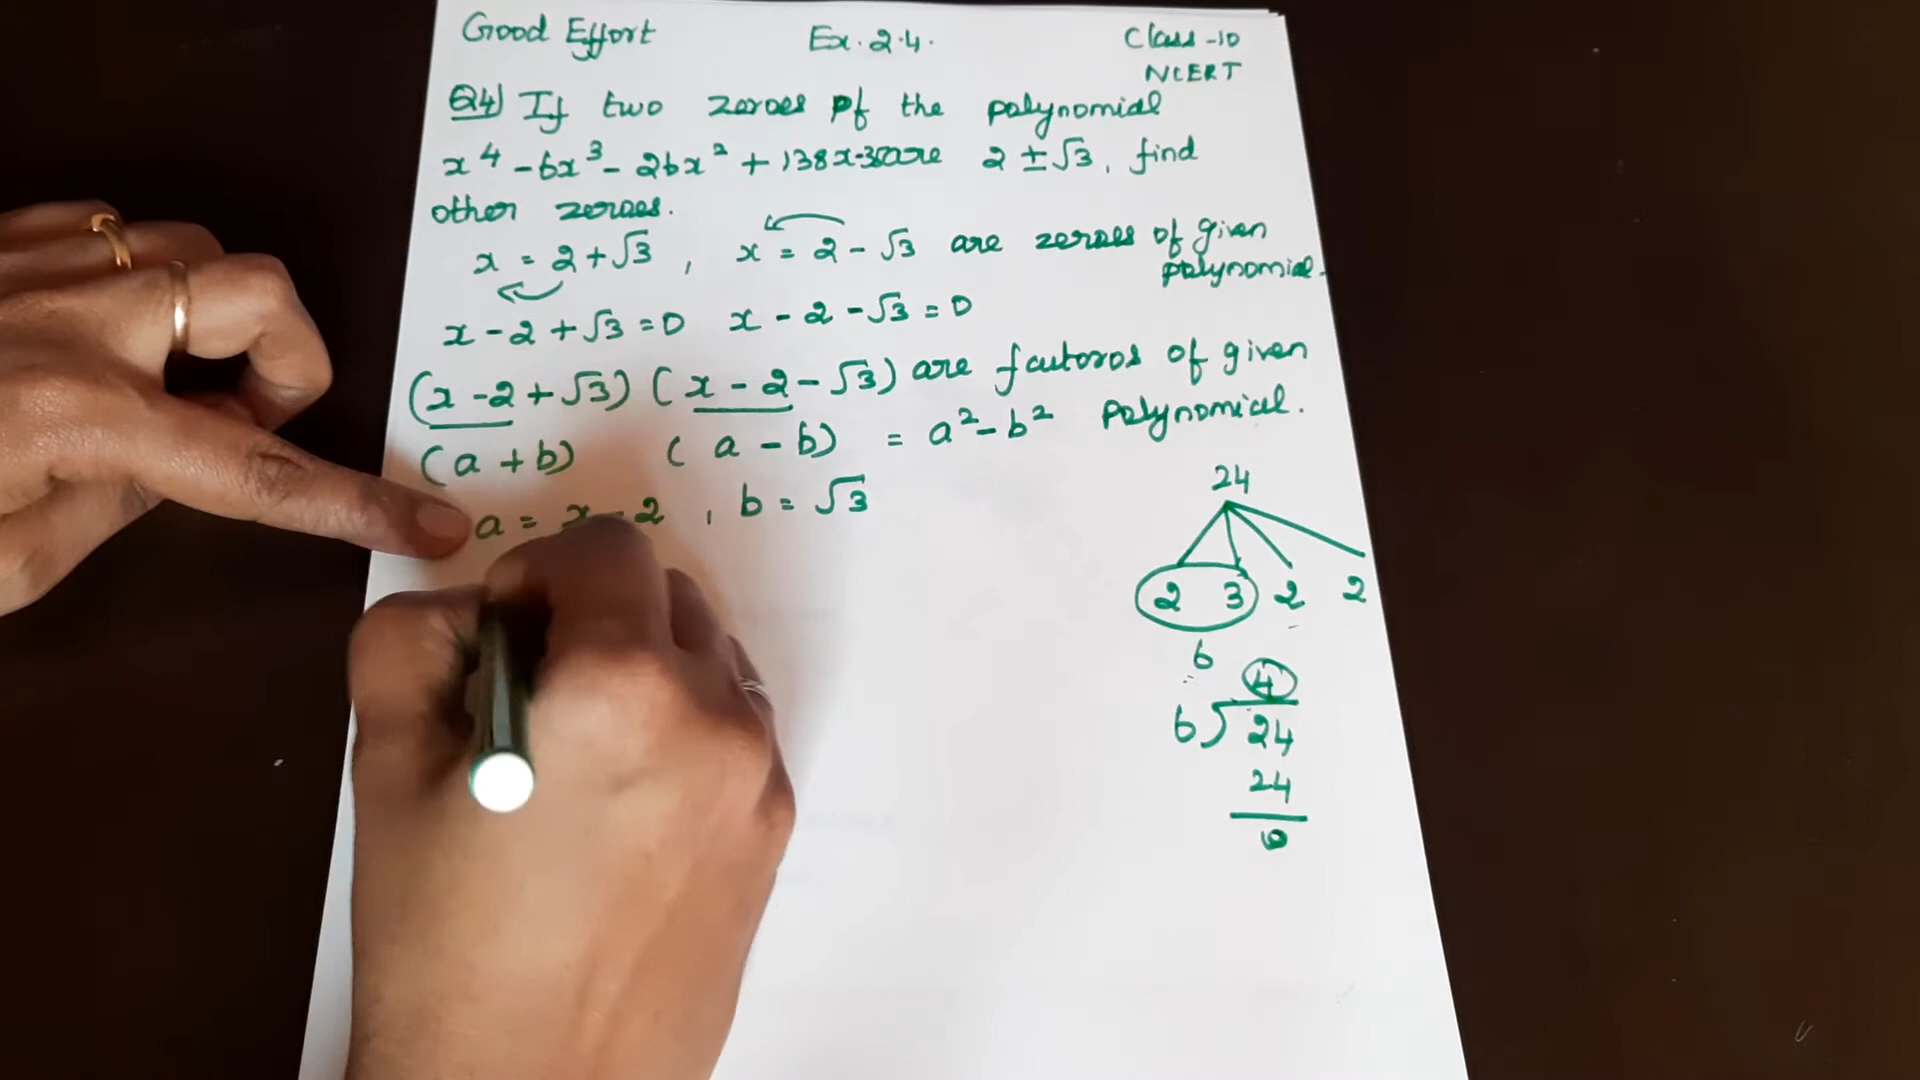 Good Effort Ex. 2.4. Class-10
NCERT
Q4) If two zeroes of the polynomial
x⁴ - 6x³ - 26x² + 138x-35 are 2 ± √3, find
other zeroes.
x = 2 + √3, x = 2 - √3 are zeroes of given
polynomial.
x - 2 + √3 = 0 x - 2 - √3 = 0
(x - 2 + √3) (x - 2 - √3) are factoros of given
Polynomial.
(a + b) (a - b) = a² - b²
a = x - 2, b = √3
24
2 3 2 2
6
4
6 ) 24
24
0